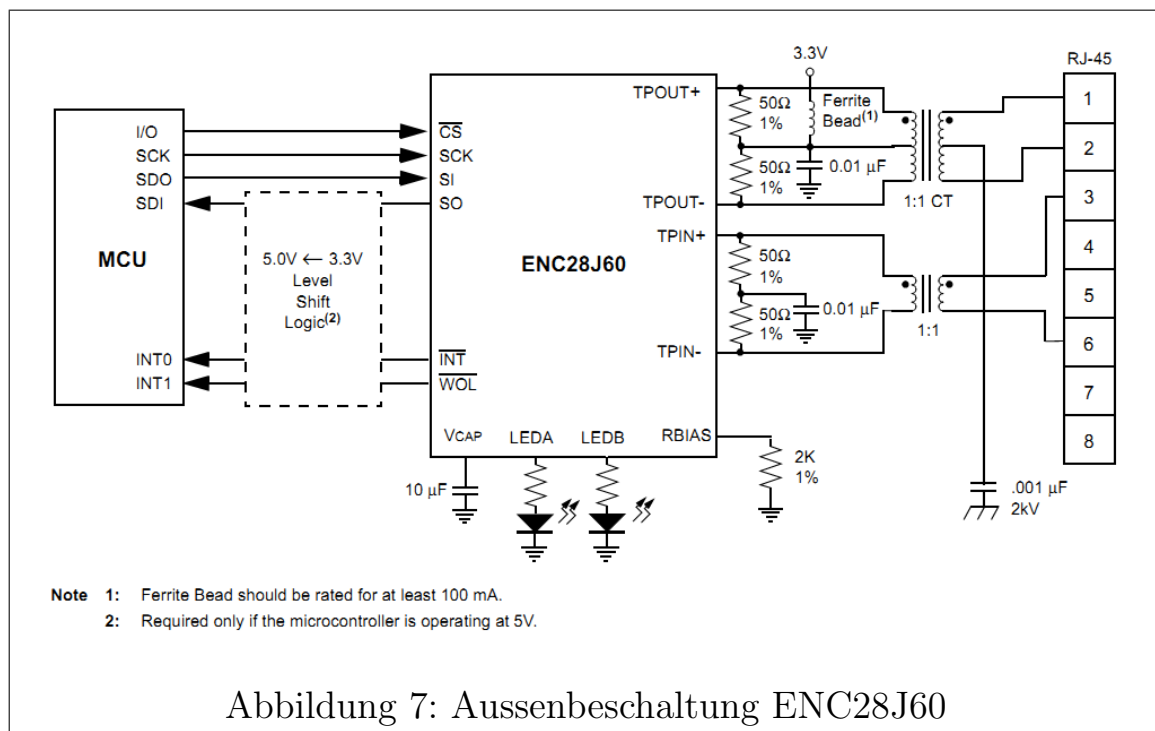 3.3V
RJ-45
MCU
I/O
SCK
SDO
SDI
INT0
INT1
5.0V ← 3.3V
Level
Shift
Logic(2)
ENC28J60
CS
SCK
SI
SO
INT
WOL
VCAP
LEDA
LEDB
RBIAS
TPOUT+
TPOUT-
TPIN+
TPIN-
50Ω
1%
50Ω
1%
Ferrite
Bead(1)
0.01 µF
1:1 CT
50Ω
1%
50Ω
1%
0.01 µF
1:1
1
2
3
4
5
6
7
8
10 µF
2K
1%
.001 µF
2kV
Note 1: Ferrite Bead should be rated for at least 100 mA.
2: Required only if the microcontroller is operating at 5V.
Abbildung 7: Aussenbeschaltung ENC28J60